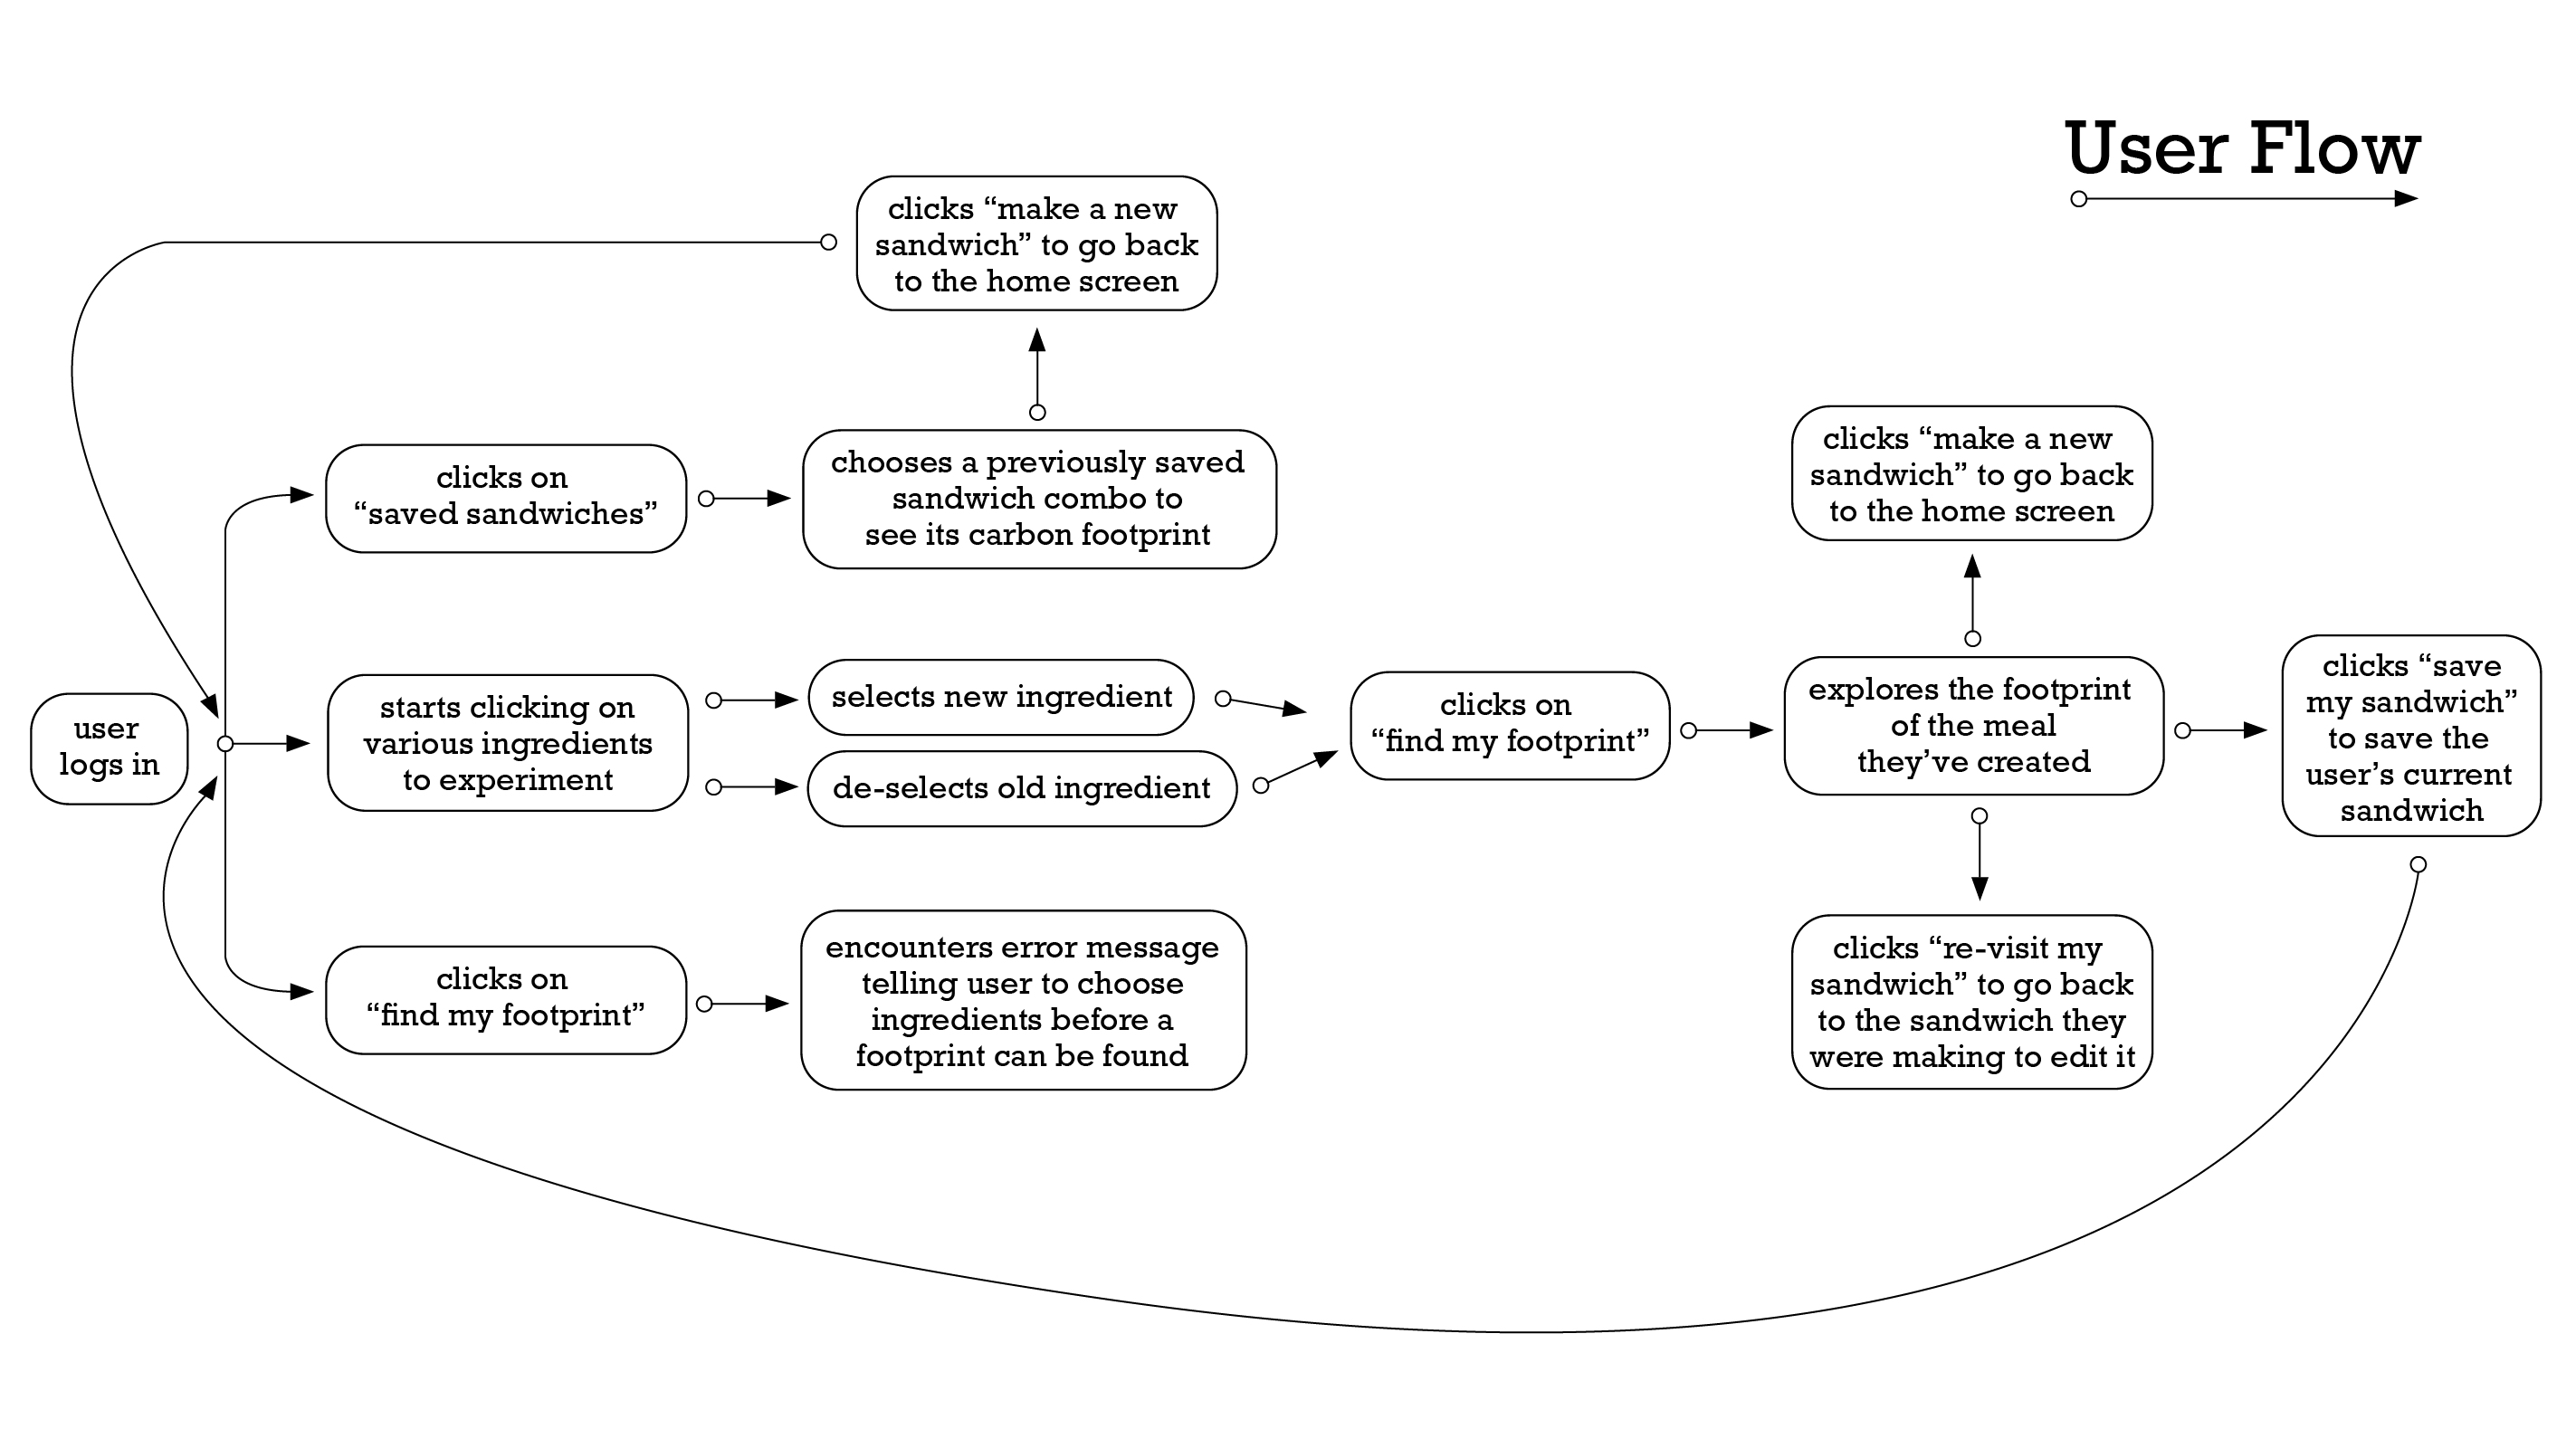 User Flow
clicks “make a new
sandwich” to go back
to the home screen
clicks on
“saved sandwiches”
chooses a previously saved
sandwich combo to
see its carbon footprint
user
logs in
starts clicking on
various ingredients
to experiment
selects new ingredient
de-selects old ingredient
clicks on
“find my footprint”
encounters error message
telling user to choose
ingredients before a
footprint can be found
clicks on
“find my footprint”
explores the footprint
of the meal
they’ve created
clicks “make a new
sandwich” to go back
to the home screen
clicks “re-visit my
sandwich” to go back
to the sandwich they
were making to edit it
clicks “save
my sandwich”
to save the
user’s current
sandwich